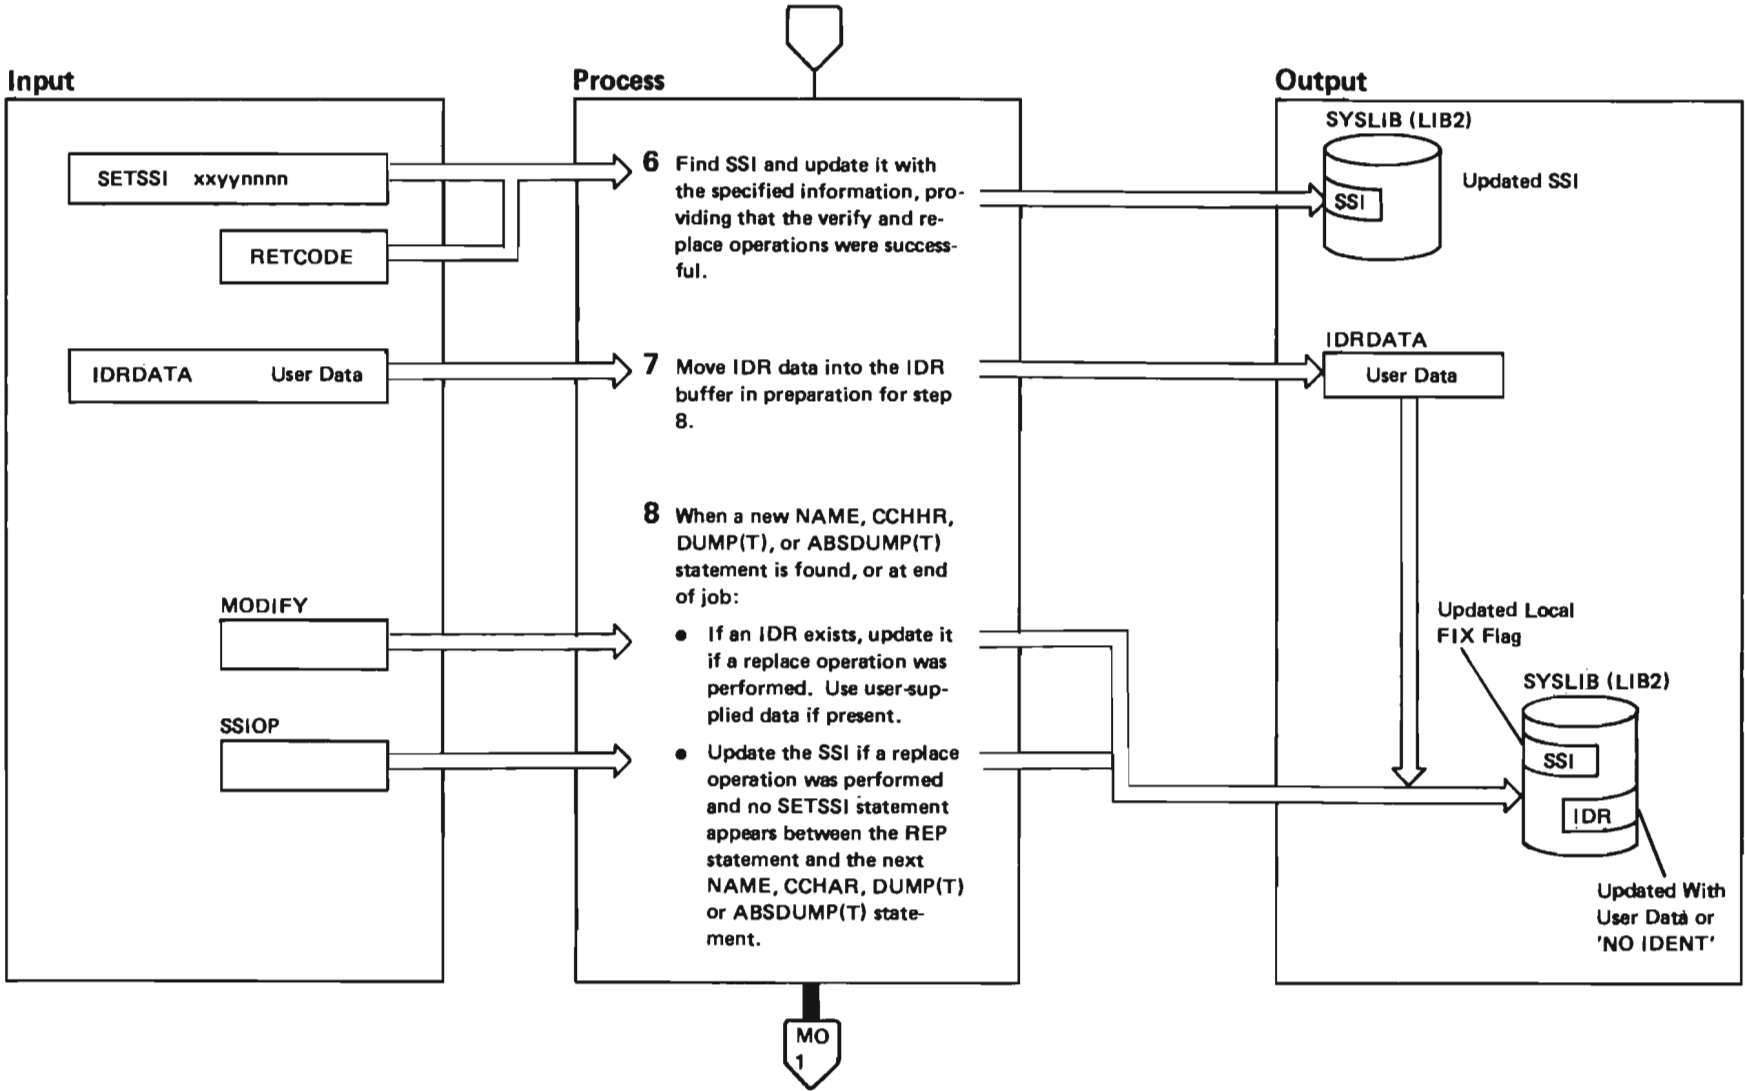 Input
SETSSI xxyynnnn
RETCODE
IDRDATA User Data
MODIFY
SSIOP
Process
6 Find SSI and update it with
the specified information, pro-
viding that the verify and re-
place operations were success-
ful.
7 Move IDR data into the IDR
buffer in preparation for step
8.
8 When a new NAME, CCHHR,
DUMP(T), or ABSDUMP(T)
statement is found, or at end
of job:
● If an IDR exists, update it
if a replace operation was
performed. Use user-sup-
plied data if present.
● Update the SSI if a replace
operation was performed
and no SETSSI statement
appears between the REP
statement and the next
NAME, CCHAR, DUMP(T)
or ABSDUMP(T) state-
ment.
MO
1
Output
SYSLIB (LIB2)
SSI
Updated SSI
IDRDATA
User Data
Updated Local
FIX Flag
SYSLIB (LIB2)
SSI
IDR
Updated With
User Data or
'NO IDENT'